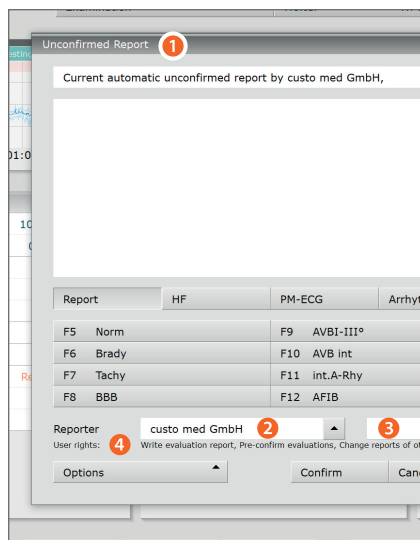 Unconfirmed Report 1
Current automatic unconfirmed report by custo med GmbH,
01:0
10
Report HF PM-ECG Arrhyt
F5 Norm F9 AVBI-III°
F6 Brady F10 AVB int
F7 Tachy F11 int.A-Rhy
F8 BBB F12 AFIB
Reporter custo med GmbH 2 3
User rights: 4 Write evaluation report, Pre-confirm evaluations, Change reports of ot
Options Confirm Canc